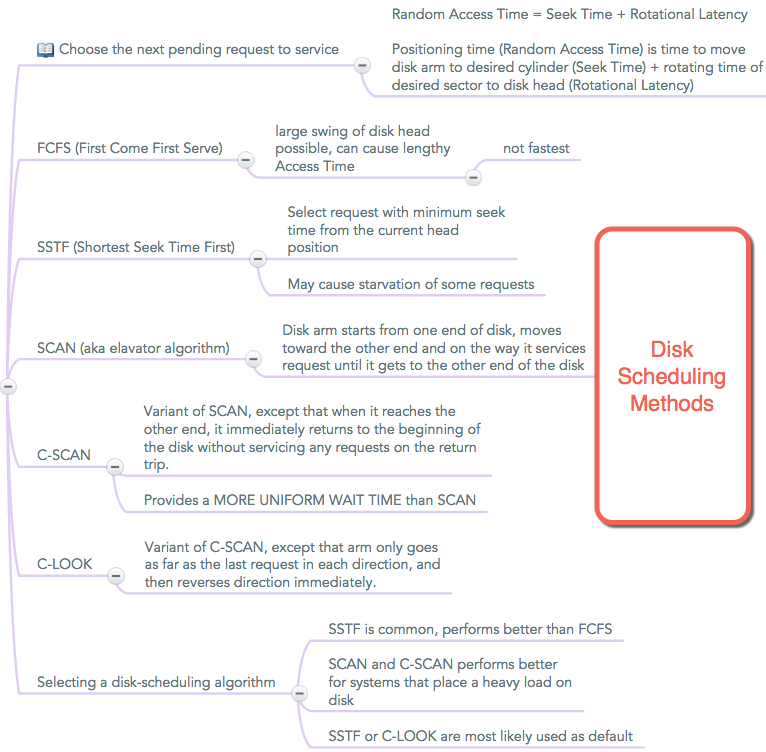 Random Access Time = Seek Time + Rotational Latency
Choose the next pending request to service
Positioning time (Random Access Time) is time to move
disk arm to desired cylinder (Seek Time) + rotating time of
desired sector to disk head (Rotational Latency)
FCFS (First Come First Serve)
large swing of disk head
possible, can cause lengthy
Access Time
not fastest
SSTF (Shortest Seek Time First)
Select request with minimum seek
time from the current head
position
May cause starvation of some requests
SCAN (aka elavator algorithm)
Disk arm starts from one end of disk, moves
toward the other end and on the way it services
request until it gets to the other end of the disk
C-SCAN
Variant of SCAN, except that when it reaches the
other end, it immediately returns to the beginning of
the disk without servicing any requests on the return
trip.
Provides a MORE UNIFORM WAIT TIME than SCAN
C-LOOK
Variant of C-SCAN, except that arm only goes
as far as the last request in each direction, and
then reverses direction immediately.
Selecting a disk-scheduling algorithm
SSTF is common, performs better than FCFS
SCAN and C-SCAN performs better
for systems that place a heavy load on
disk
SSTF or C-LOOK are most likely used as default
Disk
Scheduling
Methods